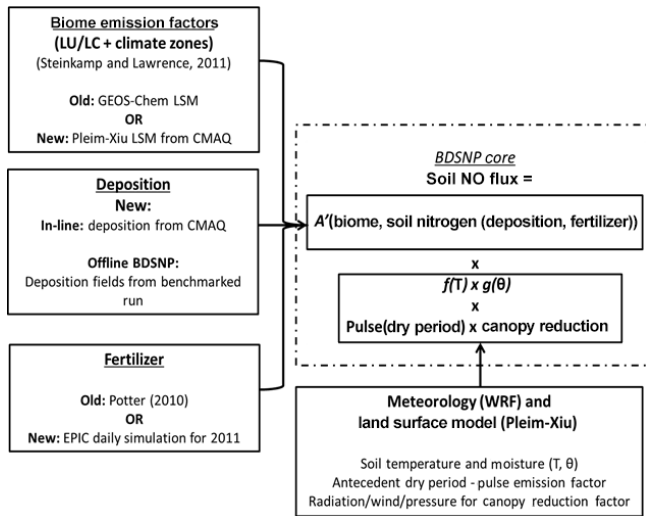 Biome emission factors
(LU/LC + climate zones)
(Steinkamp and Lawrence, 2011)
Old: GEOS-Chem LSM
OR
New: Pleim-Xiu LSM from CMAQ
Deposition
New:
In-line: deposition from CMAQ
Offline BDSNP:
Deposition fields from benchmarked
run
Fertilizer
Old: Potter (2010)
OR
New: EPIC daily simulation for 2011
BDSNP core
Soil NO flux =
A′(biome, soil nitrogen (deposition, fertilizer))
x
f(T) x g(θ)
x
Pulse(dry period) x canopy reduction
Meteorology (WRF) and
land surface model (Pleim-Xiu)
Soil temperature and moisture (T, θ)
Antecedent dry period - pulse emission factor
Radiation/wind/pressure for canopy reduction factor